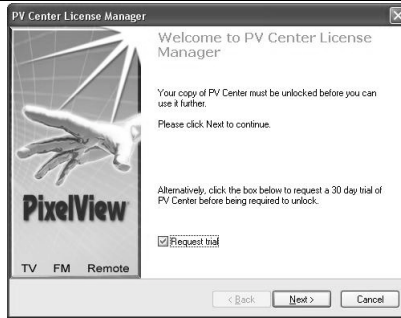 PV Center License Manager
Welcome to PV Center License
Manager
Your copy of PV Center must be unlocked before you can
use it further.
Please click Next to continue.
Alternatively, click the box below to request a 30 day trial of
PV Center before being required to unlock.
Request trial
PixelView
TV FM Remote
< Back Next > Cancel